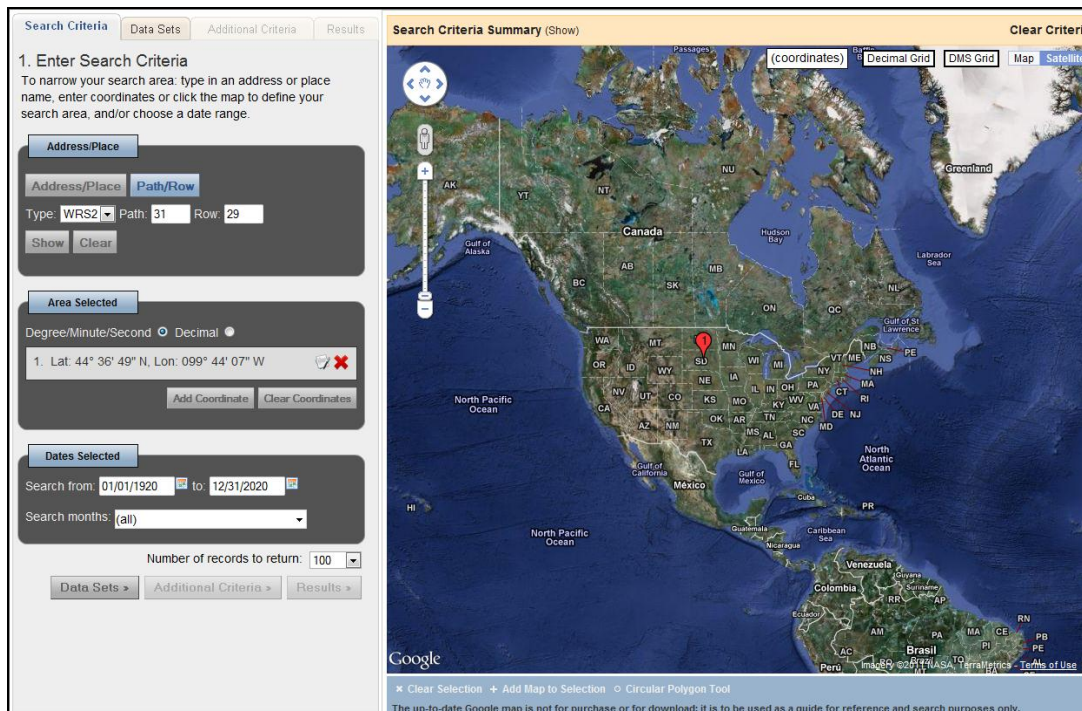 Search Criteria Data Sets Additional Criteria Results
1. Enter Search Criteria
To narrow your search area: type in an address or place
name, enter coordinates or click the map to define your
search area, and/or choose a date range.
Address/Place
Address/Place Path/Row
Type: WRS2 Path: 31 Row: 29
Show Clear
Area Selected
Degree/Minute/Second Decimal
1. Lat: 44° 36' 49" N, Lon: 099° 44' 07" W
Add Coordinate Clear Coordinates
Dates Selected
Search from: 01/01/1920 to: 12/31/2020
Search months: (all)
Number of records to return: 100
Data Sets » Additional Criteria » Results »
Search Criteria Summary (Show) Clear Criteri
(coordinates) Decimal Grid DMS Grid Map Satellite
Passages
Greenland
NU
AK
YT
NT
Canada
Hudson
Bay
Gulf of
Alaska
Labrador
Sea
AB
MB
BC
SK
NL
ON
QC
Gulf of St
Lawrence
WA
MT
1
MN
NB
PE
VT ME NS
OR
ID
SD
WI
MI
NY
NH
WY
NE
IA
MA
IL IN OH PA
CT
RI
NV
UT
CO
KS
MO
KY WV
VA
DE NJ
CA
OK AR TN
NC
MD
North Pacific
Ocean
AZ NM
MS AL
SC
TX
GA
North
Atlantic
Ocean
LA
FL
Gulf of
California
Gulf of
Mexico
México
Cuba
PR
HI
North Pacific
Ocean
Guatemala
Caribbean
Sea
Nicaragua
Venezuela
Guyana
Colombia
Suriname
RR
AP
Ecuador
RN
AM
PA
MA
CE
PB
PI
PE
AC
Brasil
Brazil
TO
AL
Perú
RO
MT
BA
Google
Imagery ©2011 NASA, TerraMetrics - Terms of Use
Clear Selection + Add Map to Selection Circular Polygon Tool
The up-to-date Google map is not for purchase or for download; it is to be used as a guide for reference and search purposes only.